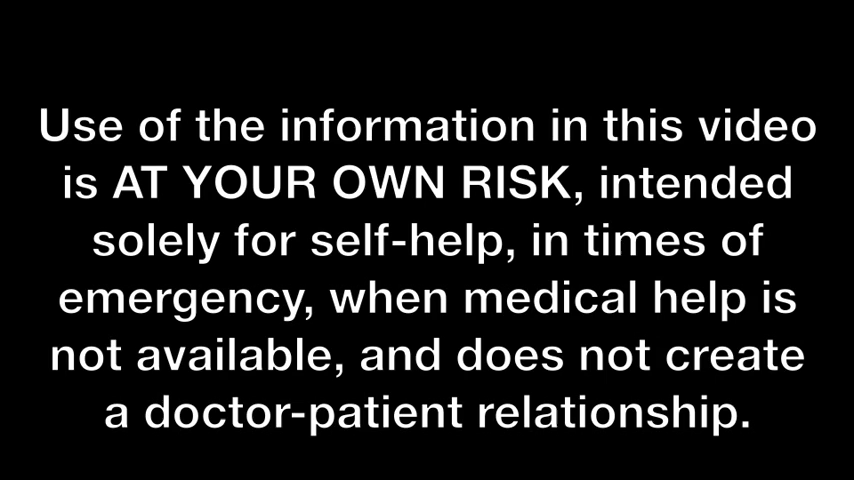 Use of the information in this video
is AT YOUR OWN RISK, intended
solely for self-help, in times of
emergency, when medical help is
not available, and does not create
a doctor-patient relationship.